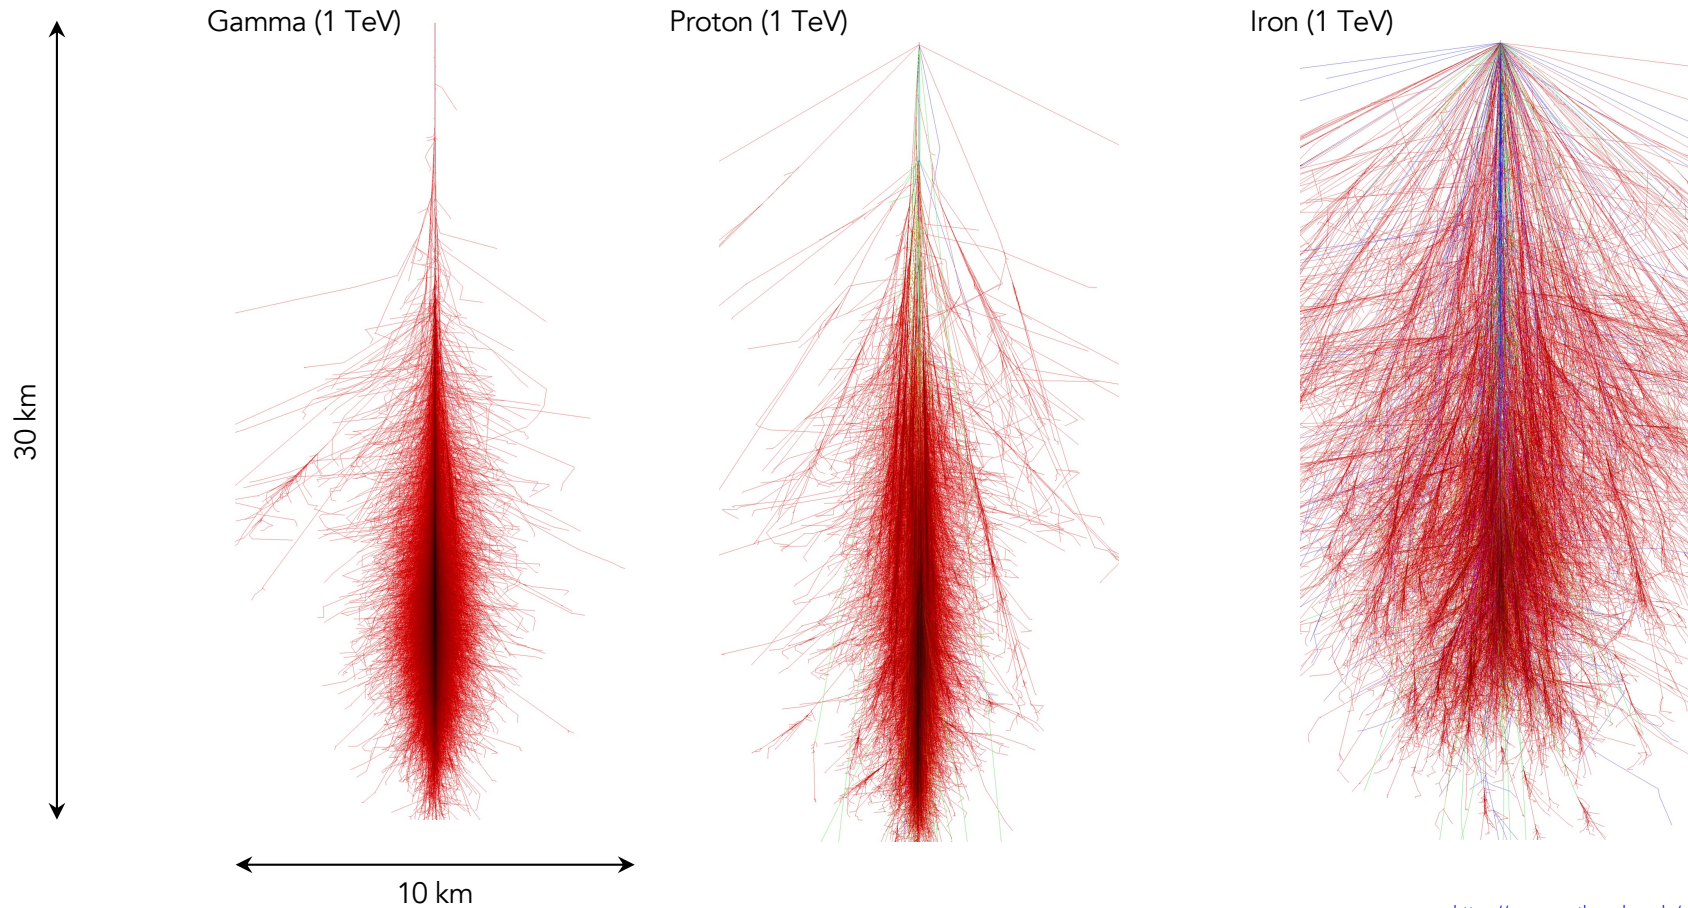 Gamma (1 TeV)
Proton (1 TeV)
Iron (1 TeV)
30 km
10 km